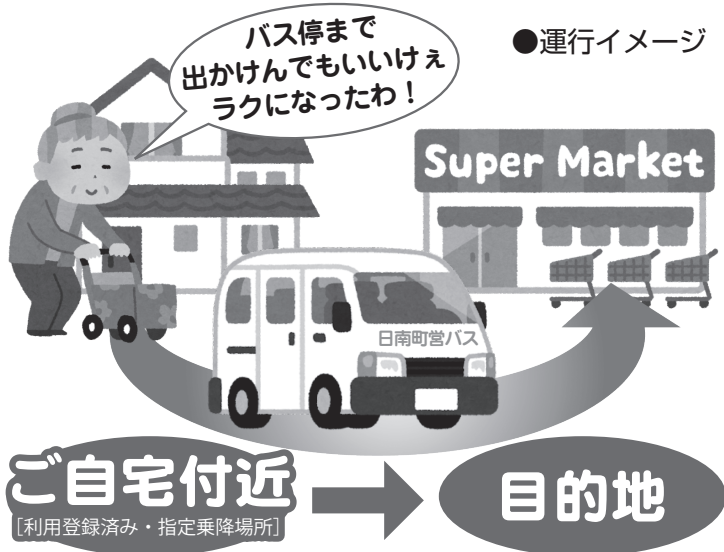 ●運行イメージ
バス停まで
出かけんでもいいけぇ
ラクになったわ！
Super Market
日南町営バス
ご自宅付近
[利用登録済み・指定乗降場所]
目的地